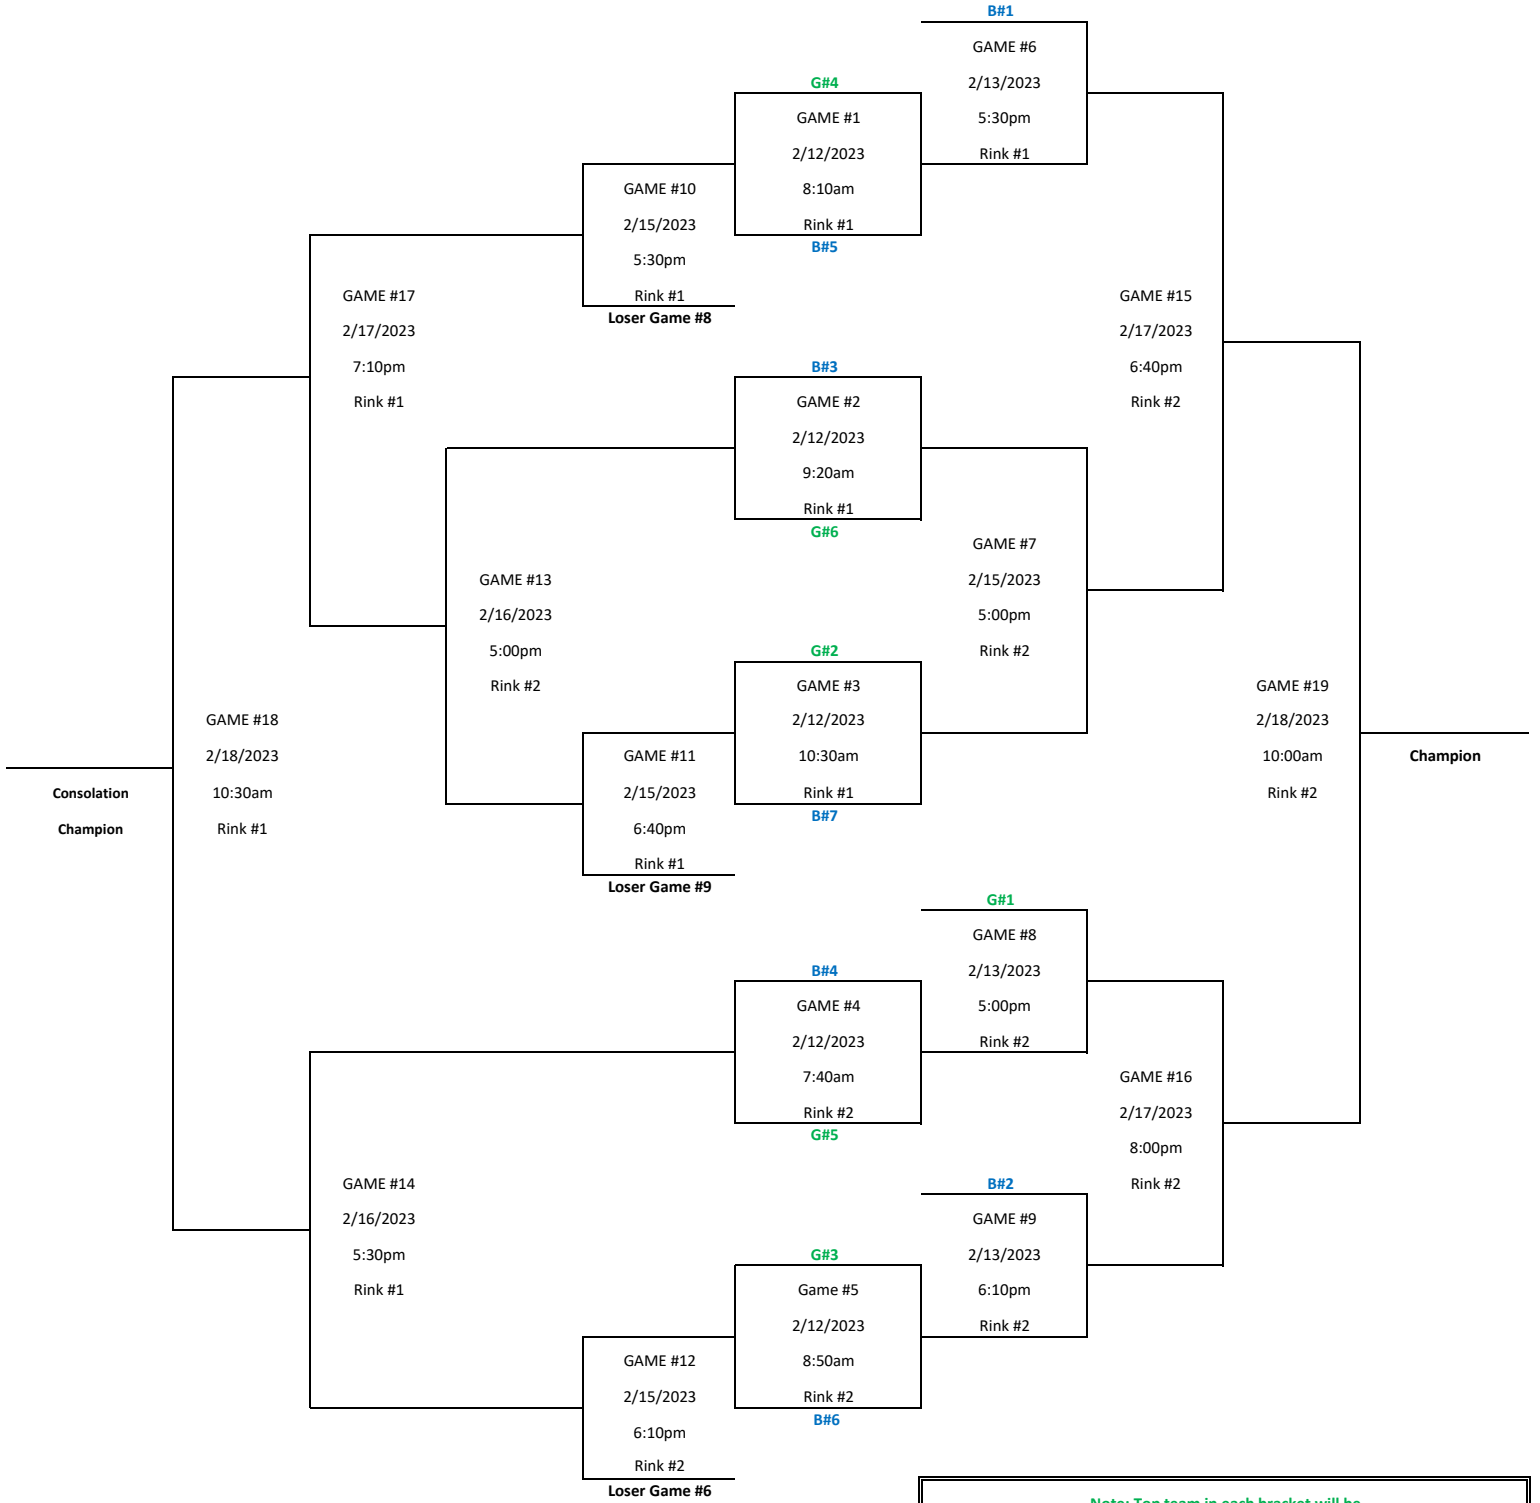 B#1
GAME #6
2/13/2023
5:30pm
Rink #1
G#4
GAME #1
2/12/2023
8:10am
Rink #1
B#5
GAME #10
2/15/2023
5:30pm
Rink #1
Loser Game #8
GAME #17
2/17/2023
7:10pm
Rink #1
GAME #15
2/17/2023
6:40pm
Rink #2
B#3
GAME #2
2/12/2023
9:20am
Rink #1
G#6
GAME #7
2/15/2023
5:00pm
Rink #2
GAME #13
2/16/2023
5:00pm
Rink #2
G#2
GAME #3
2/12/2023
10:30am
Rink #1
B#7
GAME #11
2/15/2023
6:40pm
Rink #1
Loser Game #9
GAME #18
2/18/2023
10:30am
Rink #1
Consolation
Champion
GAME #19
2/18/2023
10:00am
Rink #2
Champion
G#1
GAME #8
2/13/2023
5:00pm
Rink #2
B#4
GAME #4
2/12/2023
7:40am
Rink #2
G#5
GAME #16
2/17/2023
8:00pm
Rink #2
B#2
GAME #9
2/13/2023
6:10pm
Rink #2
GAME #14
2/16/2023
5:30pm
Rink #1
G#3
Game #5
2/12/2023
8:50am
Rink #2
B#6
GAME #12
2/15/2023
6:10pm
Rink #2
Loser Game #6
Note: Top team in each bracket will be